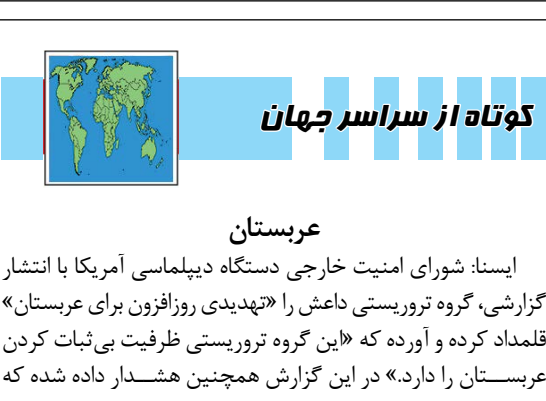 کوتاه از سراسر جهان
عربستان
ایسنا: شورای امنیت خارجی دستگاه دیپلماسی آمریکا با انتشار
گزارشی، گروه تروریستی داعش را «تهدیدی روزافزون برای عربستان»
قلمداد کرده و آورده که «این گروه تروریستی ظرفیت بی‌ثبات کردن
عربستان را دارد.» در این گزارش همچنین هشدار داده شده که